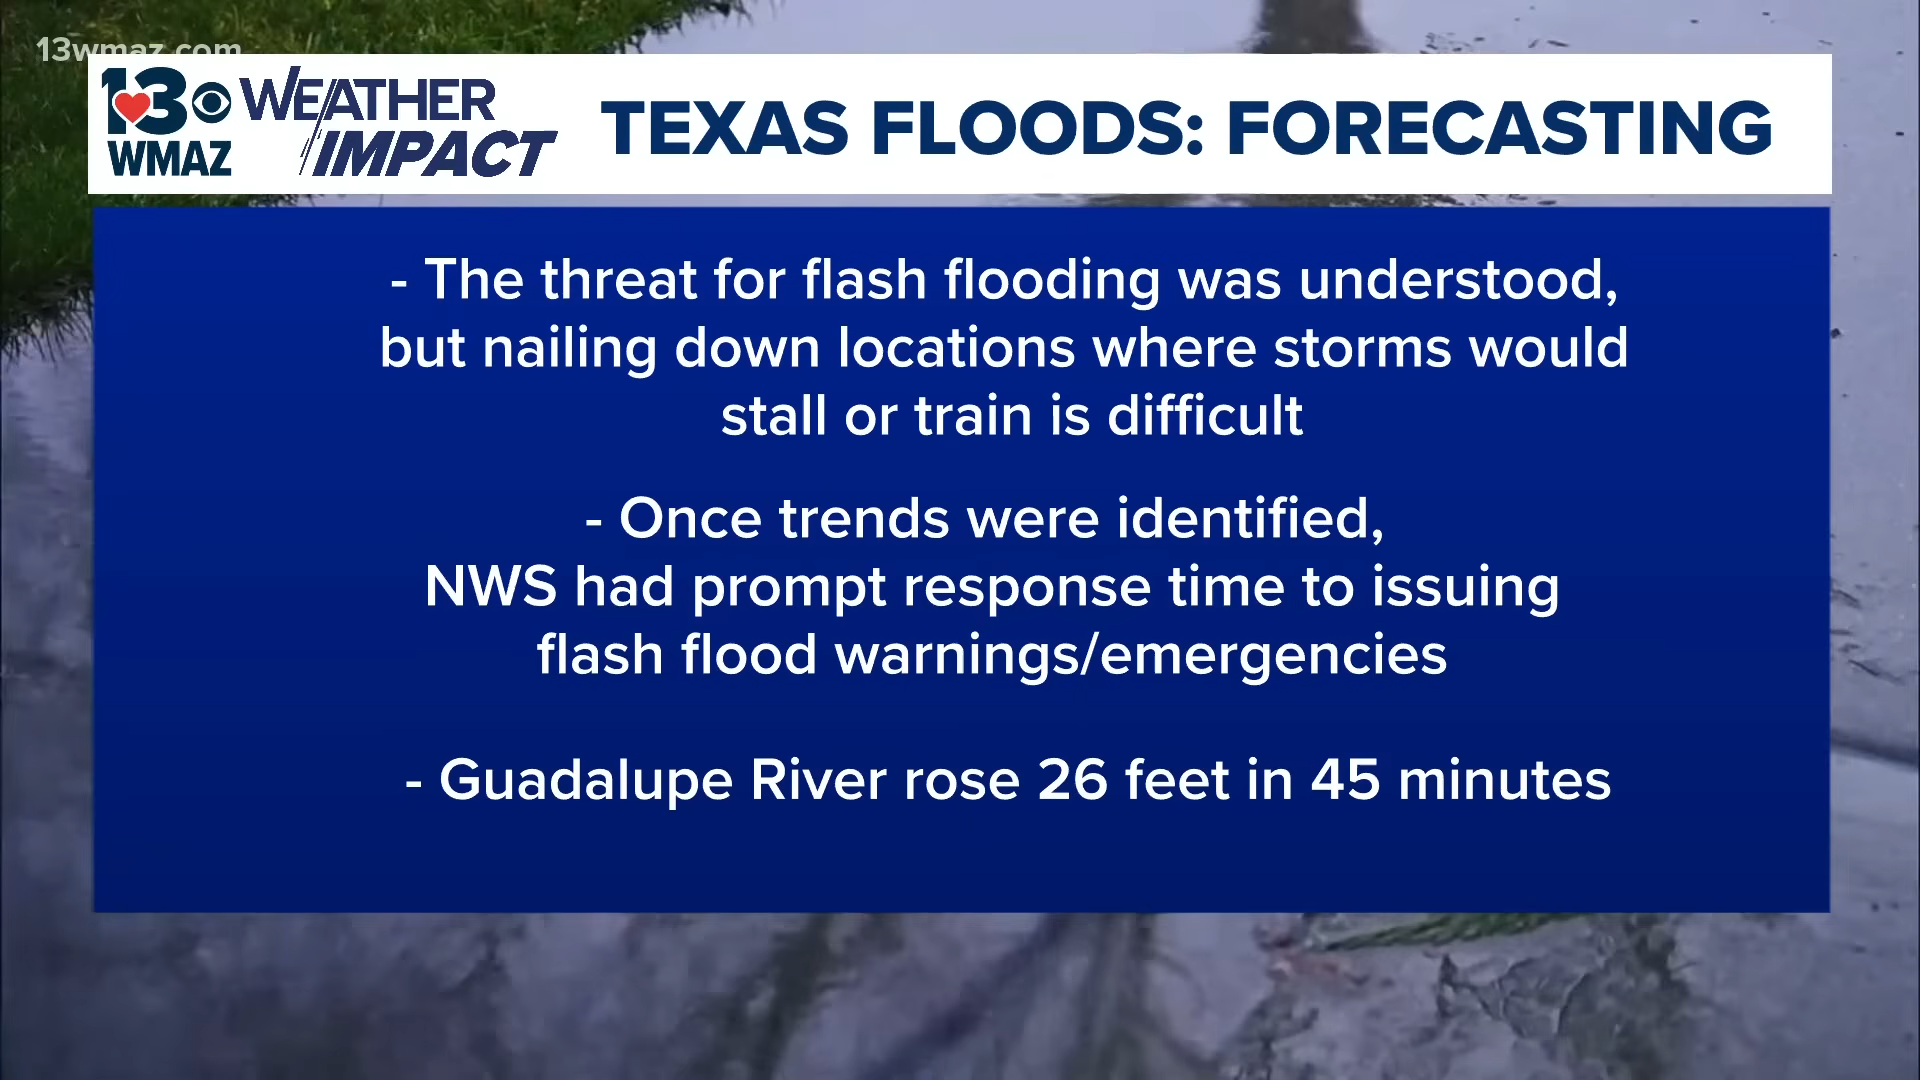 13wmaz.com
13 WEATHER
WMAZ IMPACT
TEXAS FLOODS: FORECASTING
- The threat for flash flooding was understood,
but nailing down locations where storms would
stall or train is difficult
- Once trends were identified,
NWS had prompt response time to issuing
flash flood warnings/emergencies
- Guadalupe River rose 26 feet in 45 minutes